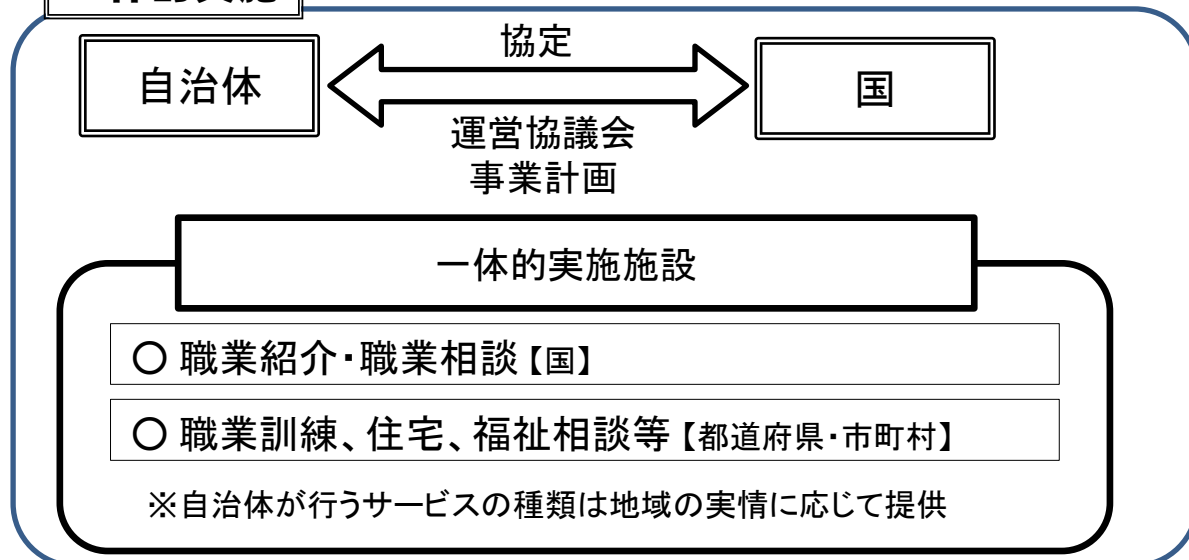 自治体
協定
国
運営協議会
事業計画
一体的実施施設
○ 職業紹介・職業相談【国】
○ 職業訓練、住宅、福祉相談等【都道府県・市町村】
※自治体が行うサービスの種類は地域の実情に応じて提供